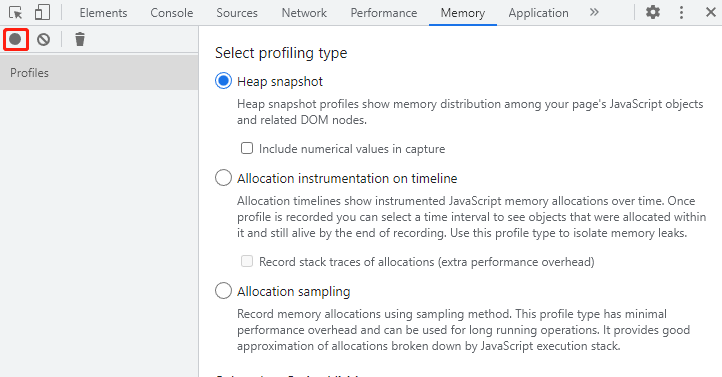 Elements Console Sources Network Performance Memory Application »
Profiles
Select profiling type
Heap snapshot
Heap snapshot profiles show memory distribution among your page's JavaScript objects
and related DOM nodes.
Include numerical values in capture
Allocation instrumentation on timeline
Allocation timelines show instrumented JavaScript memory allocations over time. Once
profile is recorded you can select a time interval to see objects that were allocated within
it and still alive by the end of recording. Use this profile type to isolate memory leaks.
Record stack traces of allocations (extra performance overhead)
Allocation sampling
Record memory allocations using sampling method. This profile type has minimal
performance overhead and can be used for long running operations. It provides good
approximation of allocations broken down by JavaScript execution stack.